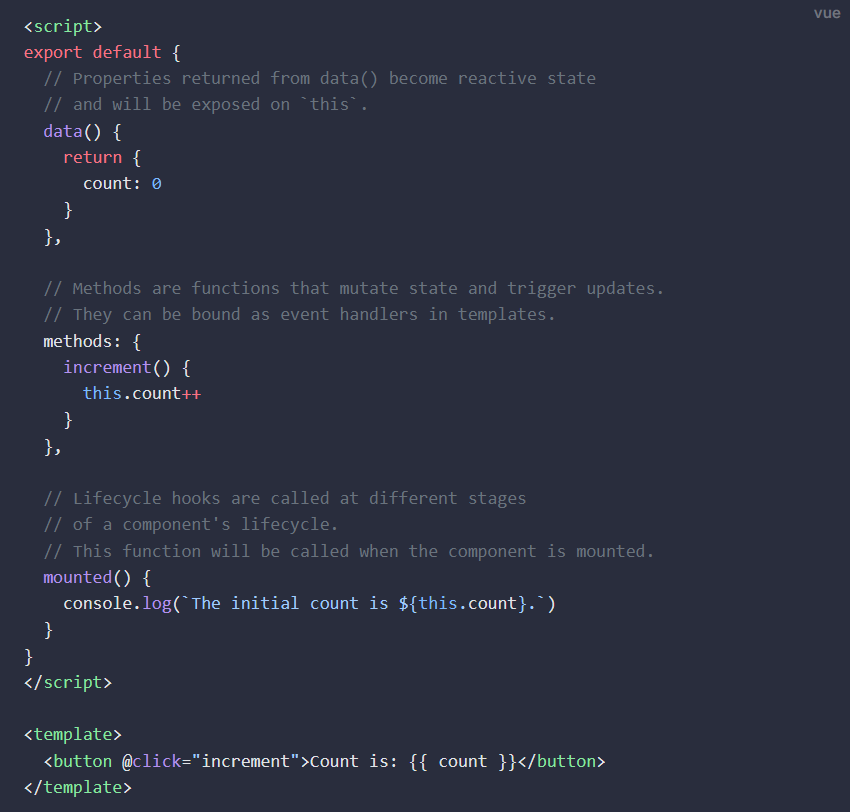 vue
<script>
export default {
  // Properties returned from data() become reactive state
  // and will be exposed on `this`.
  data() {
    return {
      count: 0
    }
  },

  // Methods are functions that mutate state and trigger updates.
  // They can be bound as event handlers in templates.
  methods: {
    increment() {
      this.count++
    }
  },

  // Lifecycle hooks are called at different stages
  // of a component's lifecycle.
  // This function will be called when the component is mounted.
  mounted() {
    console.log(`The initial count is ${this.count}.`)
  }
}
</script>

<template>
  <button @click="increment">Count is: {{ count }}</button>
</template>